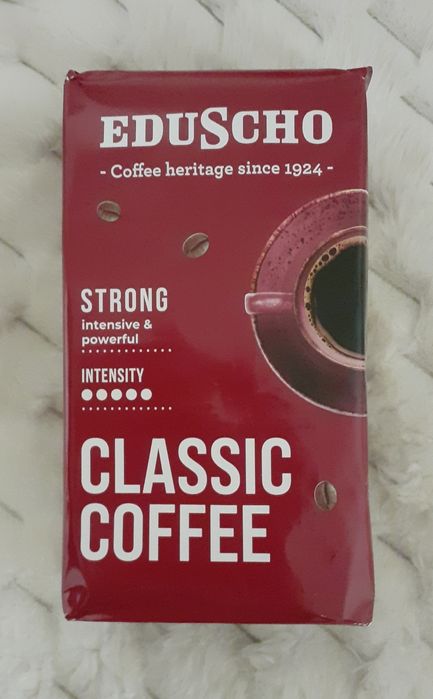 EDUSCHO
- Coffee heritage since 1924 -
STRONG
intensive &
powerful
INTENSITY
CLASSIC
COFFEE